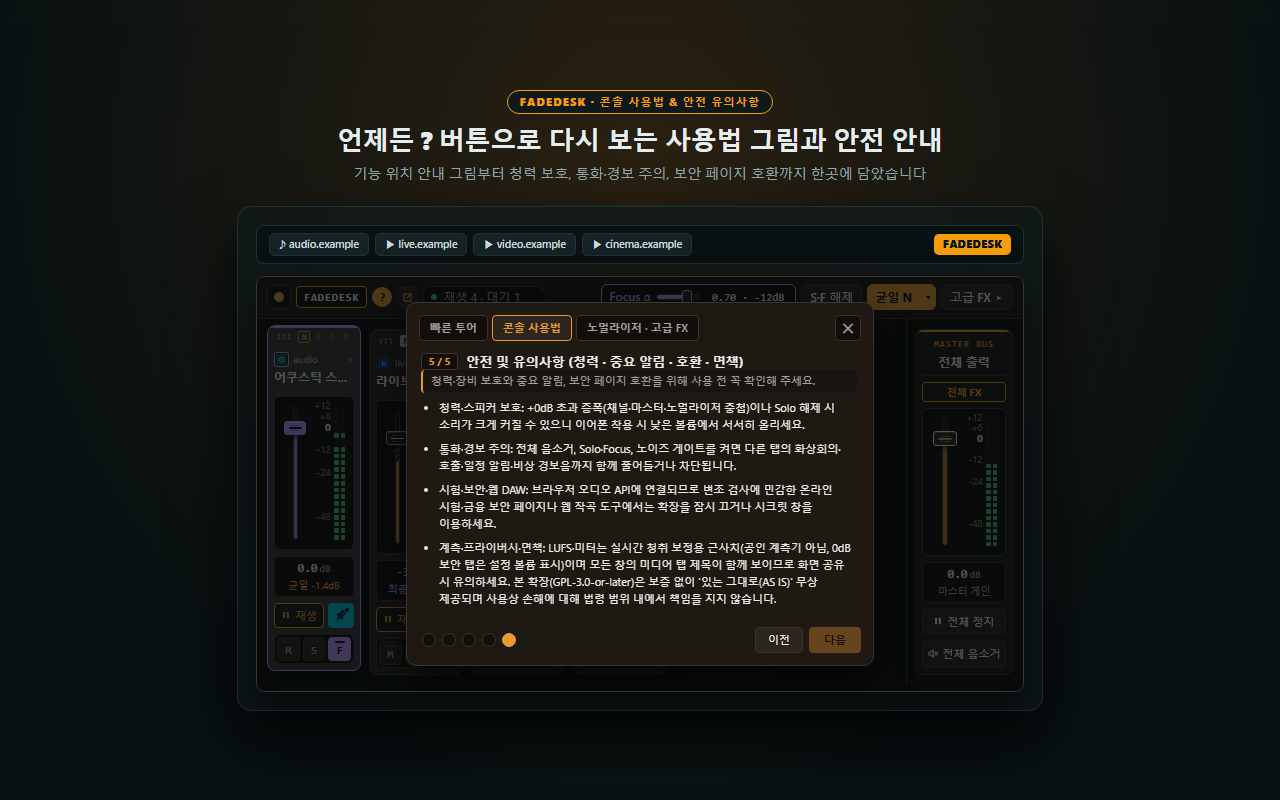 FADEDESK · 콘솔 사용법 & 안전 유의사항
언제든 ? 버튼으로 다시 보는 사용법 그림과 안전 안내
기능 위치 안내 그림부터 청력 보호, 통화·경보 주의, 보안 페이지 호환까지 한곳에 담았습니다
♪ audio.example ▶ live.example ▶ video.example ▶ cinema.example FADEDESK
FADEDESK ? 재생 4 · 대기 1 Focus α 0.70 · -12dB S·F 해제 균일 N 고급 FX ▸
빠른 투어 콘솔 사용법 노멀라이저 · 고급 FX
5 / 5 안전 및 유의사항 (청력 · 중요 알림 · 호환 · 면책)
청력·장비 보호와 중요 알림, 보안 페이지 호환을 위해 사용 전 꼭 확인해 주세요.
• 청력·스피커 보호: +0dB 초과 증폭(채널·마스터·노멀라이저 중첩)이나 Solo 해제 시
소리가 크게 커질 수 있으니 이어폰 착용 시 낮은 볼륨에서 서서히 올리세요.
• 통화·경보 주의: 전체 음소거, Solo·Focus, 노이즈 게이트를 켜면 다른 탭의 화상회의·
호출·일정 알림·비상 경보음까지 함께 줄어들거나 차단됩니다.
• 시험·보안·웹 DAW: 브라우저 오디오 API에 연결되므로 변조 검사에 민감한 온라인
시험·금융 보안 페이지나 웹 작곡 도구에서는 확장을 잠시 끄거나 시크릿 창을
이용하세요.
• 계측·프라이버시·면책: LUFS·미터는 실시간 청취 보정용 근사치(공인 계측기 아님, 0dB
보안 탭은 설정 볼륨 표시)이며 모든 창의 미디어 탭 제목이 함께 보이므로 화면 공유
시 유의하세요. 본 확장(GPL-3.0-or-later)은 보증 없이 '있는 그대로(AS IS)' 무상
제공되며 사용상 손해에 대해 법령 범위 내에서 책임을 지지 않습니다.
이전 다음
N
audio
어쿠스틱 스...
+12
+6
0
-12
-24
-48
0.0 dB
균일 -1.4dB
재생
M S F
라이브
M
MASTER BUS
전체 출력
전체 FX
+12
+6
0
-12
-24
-48
0.0 dB
마스터 게인
전체 정지
전체 음소거